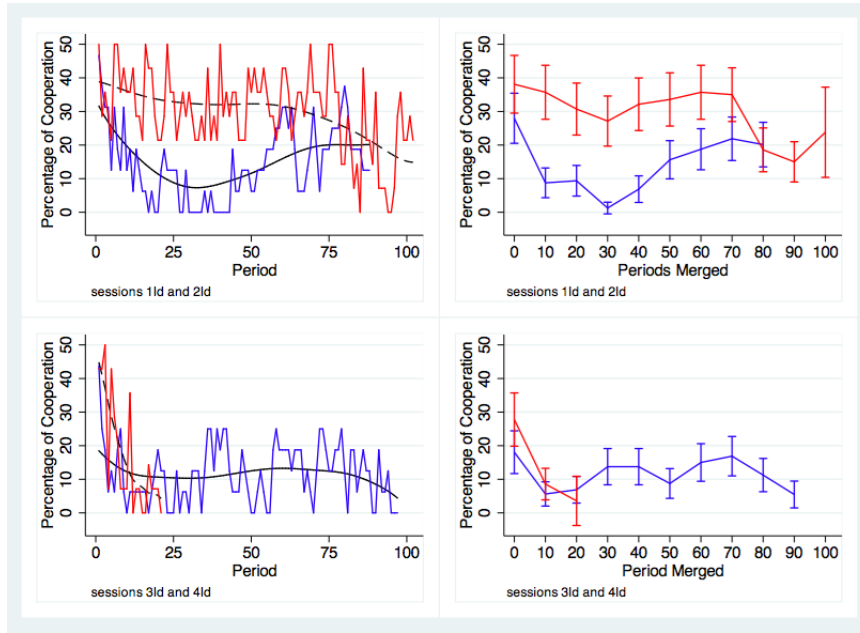 Percentage of Cooperation
50
40
30
20
10
0
0 25 50 75 100
Period
sessions 1ld and 2ld
Percentage of Cooperation
50
40
30
20
10
0
0 10 20 30 40 50 60 70 80 90 100
Periods Merged
sessions 1ld and 2ld
Percentage of Cooperation
50
40
30
20
10
0
0 25 50 75 100
Period
sessions 3ld and 4ld
Percentage of Cooperation
50
40
30
20
10
0
0 10 20 30 40 50 60 70 80 90 100
Period Merged
sessions 3ld and 4ld